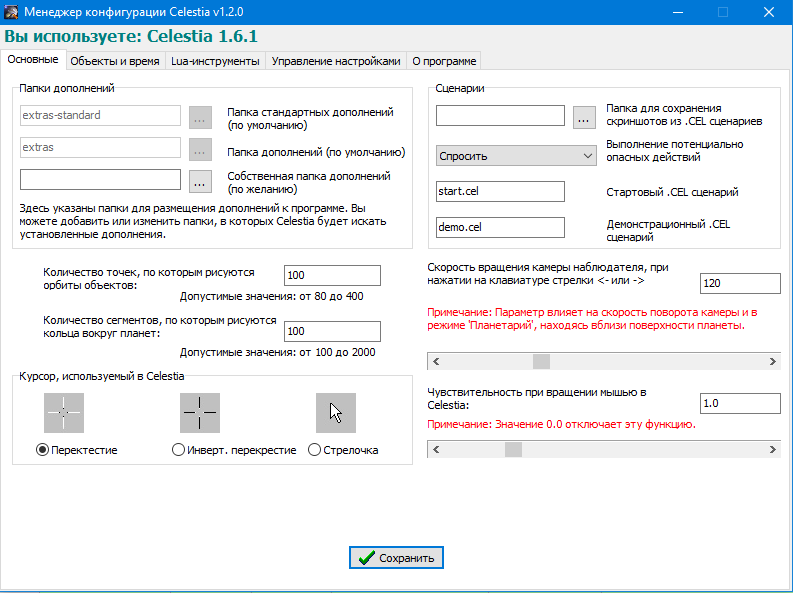 Менеджер конфигурации Celestia v1.2.0
Вы используете: Celestia 1.6.1
Основные
Объекты и время
Lua-инструменты
Управление настройками
О программе
Папки дополнений
extras-standard
...
Папка стандартных дополнений
(по умолчанию)
extras
...
Папка дополнений (по умолчанию)
...
Собственная папка дополнений
(по желанию)
Здесь указаны папки для размещения дополнений к программе. Вы
можете добавить или изменить папки, в которых Celestia будет искать
установленные дополнения.
Сценарии
...
Папка для сохранения
скриншотов из .CEL сценариев
Спросить
Выполнение потенциально
опасных действий
start.cel
Стартовый .CEL сценарий
demo.cel
Демонстрационный .CEL
сценарий
Количество точек, по которым рисуются
орбиты объектов:
100
Допустимые значения: от 80 до 400
Количество сегментов, по которым рисуются
кольца вокруг планет:
100
Допустимые значения: от 100 до 2000
Скорость вращения камеры наблюдателя, при
нажатии на клавиатуре стрелки <- или ->
120
Примечание: Параметр влияет на скорость поворота камеры и в
режиме 'Планетарий', находясь вблизи поверхности планеты.
Курсор, используемый в Celestia
Перектестие
Инверт. перекрестие
Стрелочка
Чувствительность при вращении мышью в
Celestia:
1.0
Примечание: Значение 0.0 отключает эту функцию.
Сохранить